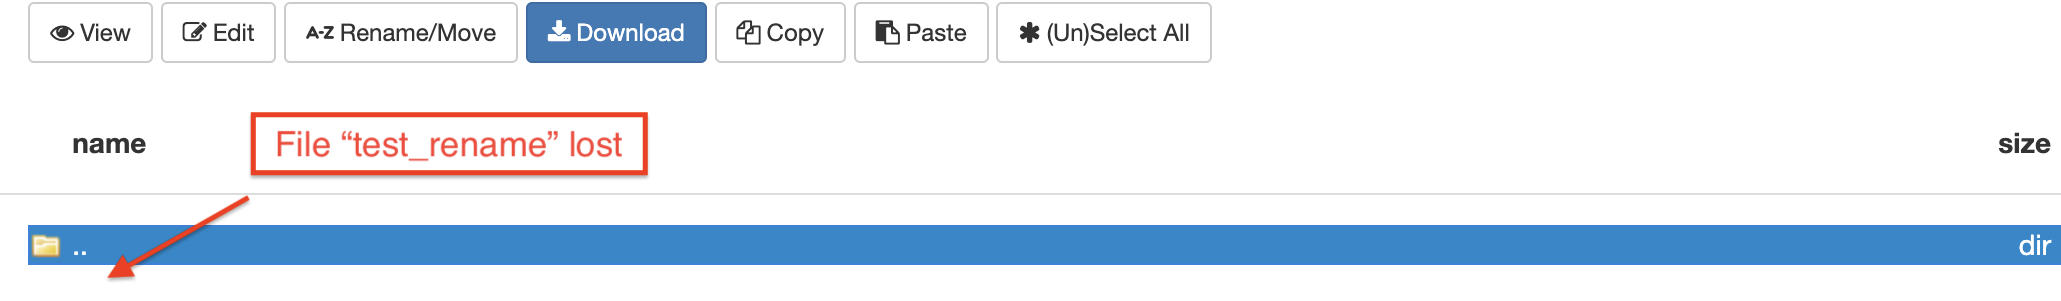 View Edit A-Z Rename/Move Download Copy Paste (Un)Select All
name File “test_rename” lost size
.. dir